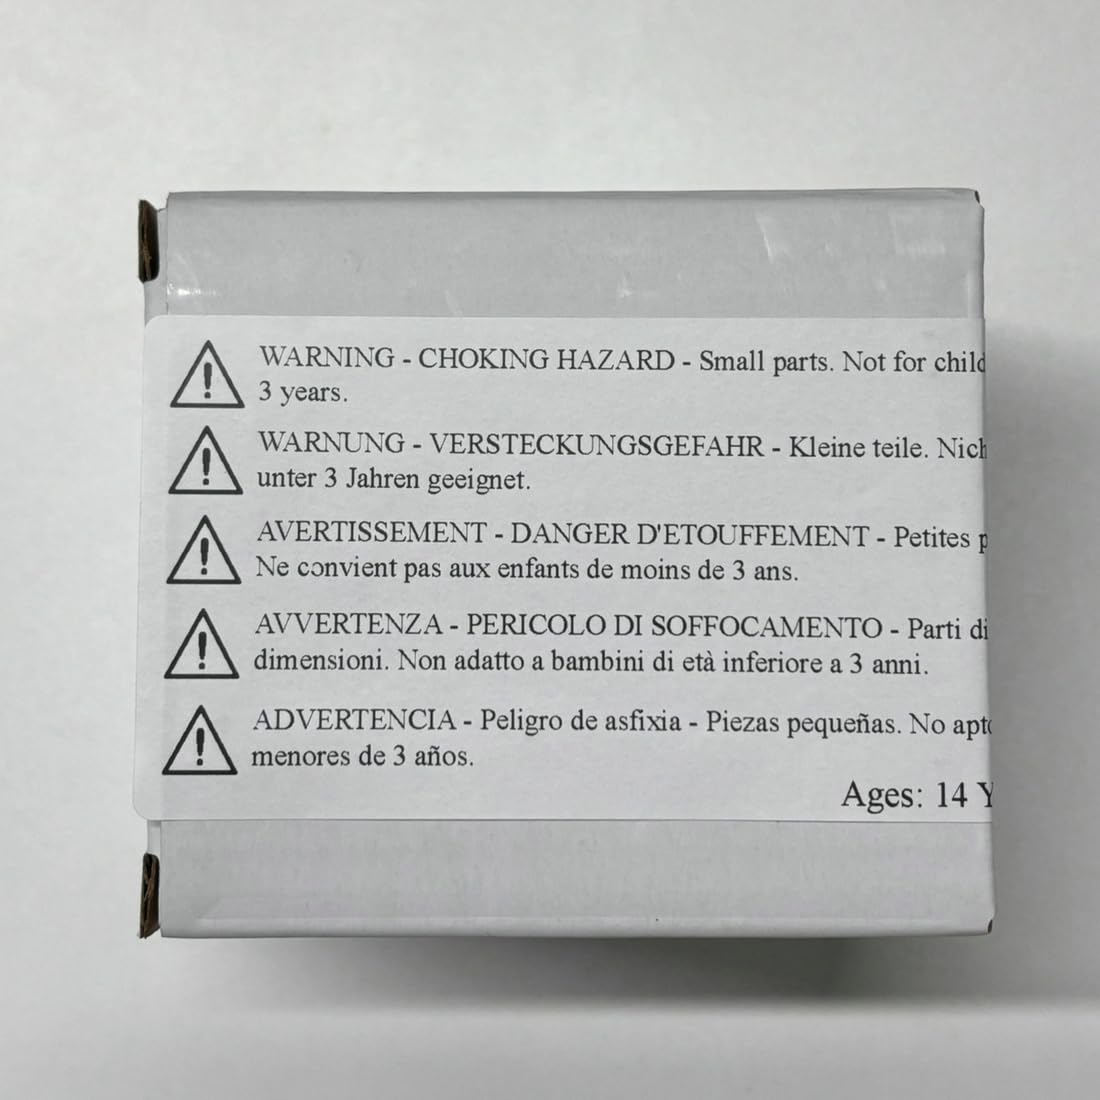 WARNING - CHOKING HAZARD - Small parts. Not for child
3 years.
WARNUNG - VERSTECKUNGSGEFAHR - Kleine teile. Nich
unter 3 Jahren geeignet.
AVERTISSEMENT - DANGER D'ETOUFFEMENT - Petites p
Ne convient pas aux enfants de moins de 3 ans.
AVVERTENZA - PERICOLO DI SOFFOCAMENTO - Parti di
dimensioni. Non adatto a bambini di età inferiore a 3 anni.
ADVERTENCIA - Peligro de asfixia - Piezas pequeñas. No apto
menores de 3 años.
Ages: 14 Y